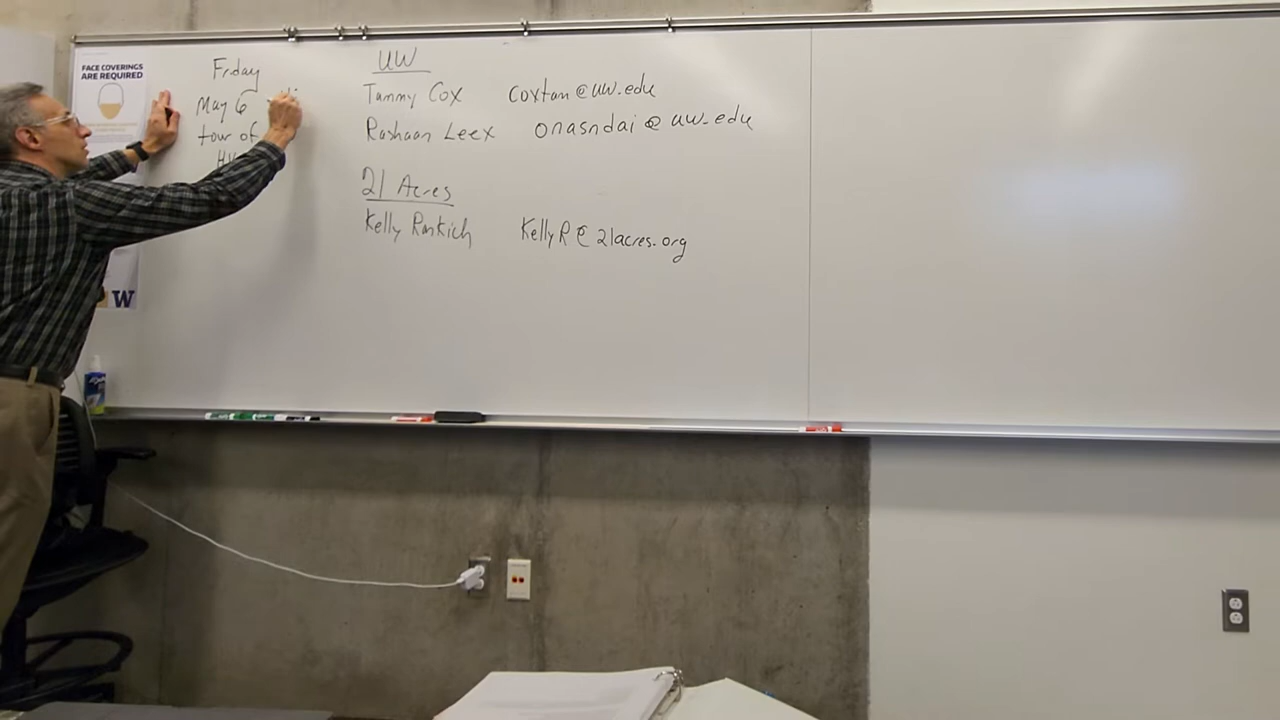 FACE COVERINGS
ARE REQUIRED
W
Friday
May 6
tour of
UW
Tammy Cox coxtam@uw.edu
Rashaan Leex onasndai@uw.edu
21 Acres
Kelly Rankich KellyR@21acres.org